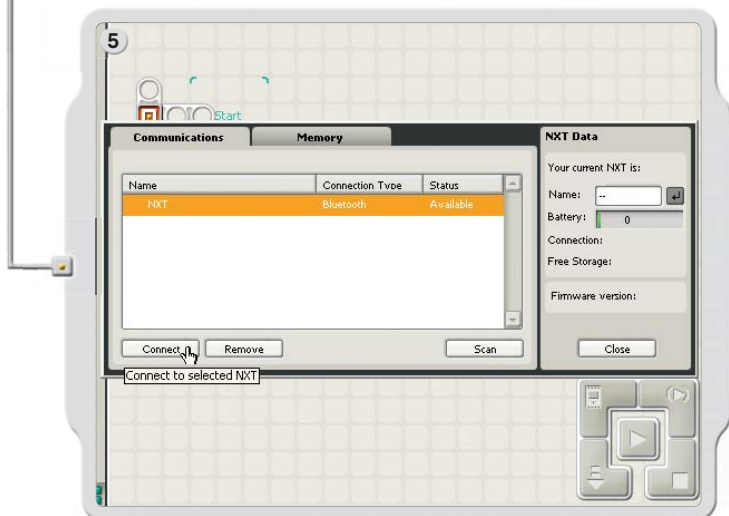 5
Start
Communications
Memory
Name
Connection Type
Status
NXT
Bluetooth
Available
Connect
Remove
Scan
Connect to selected NXT
NXT Data
Your current NXT is:
Name: --
Battery: 0
Connection:
Free Storage:
Firmware version:
Close